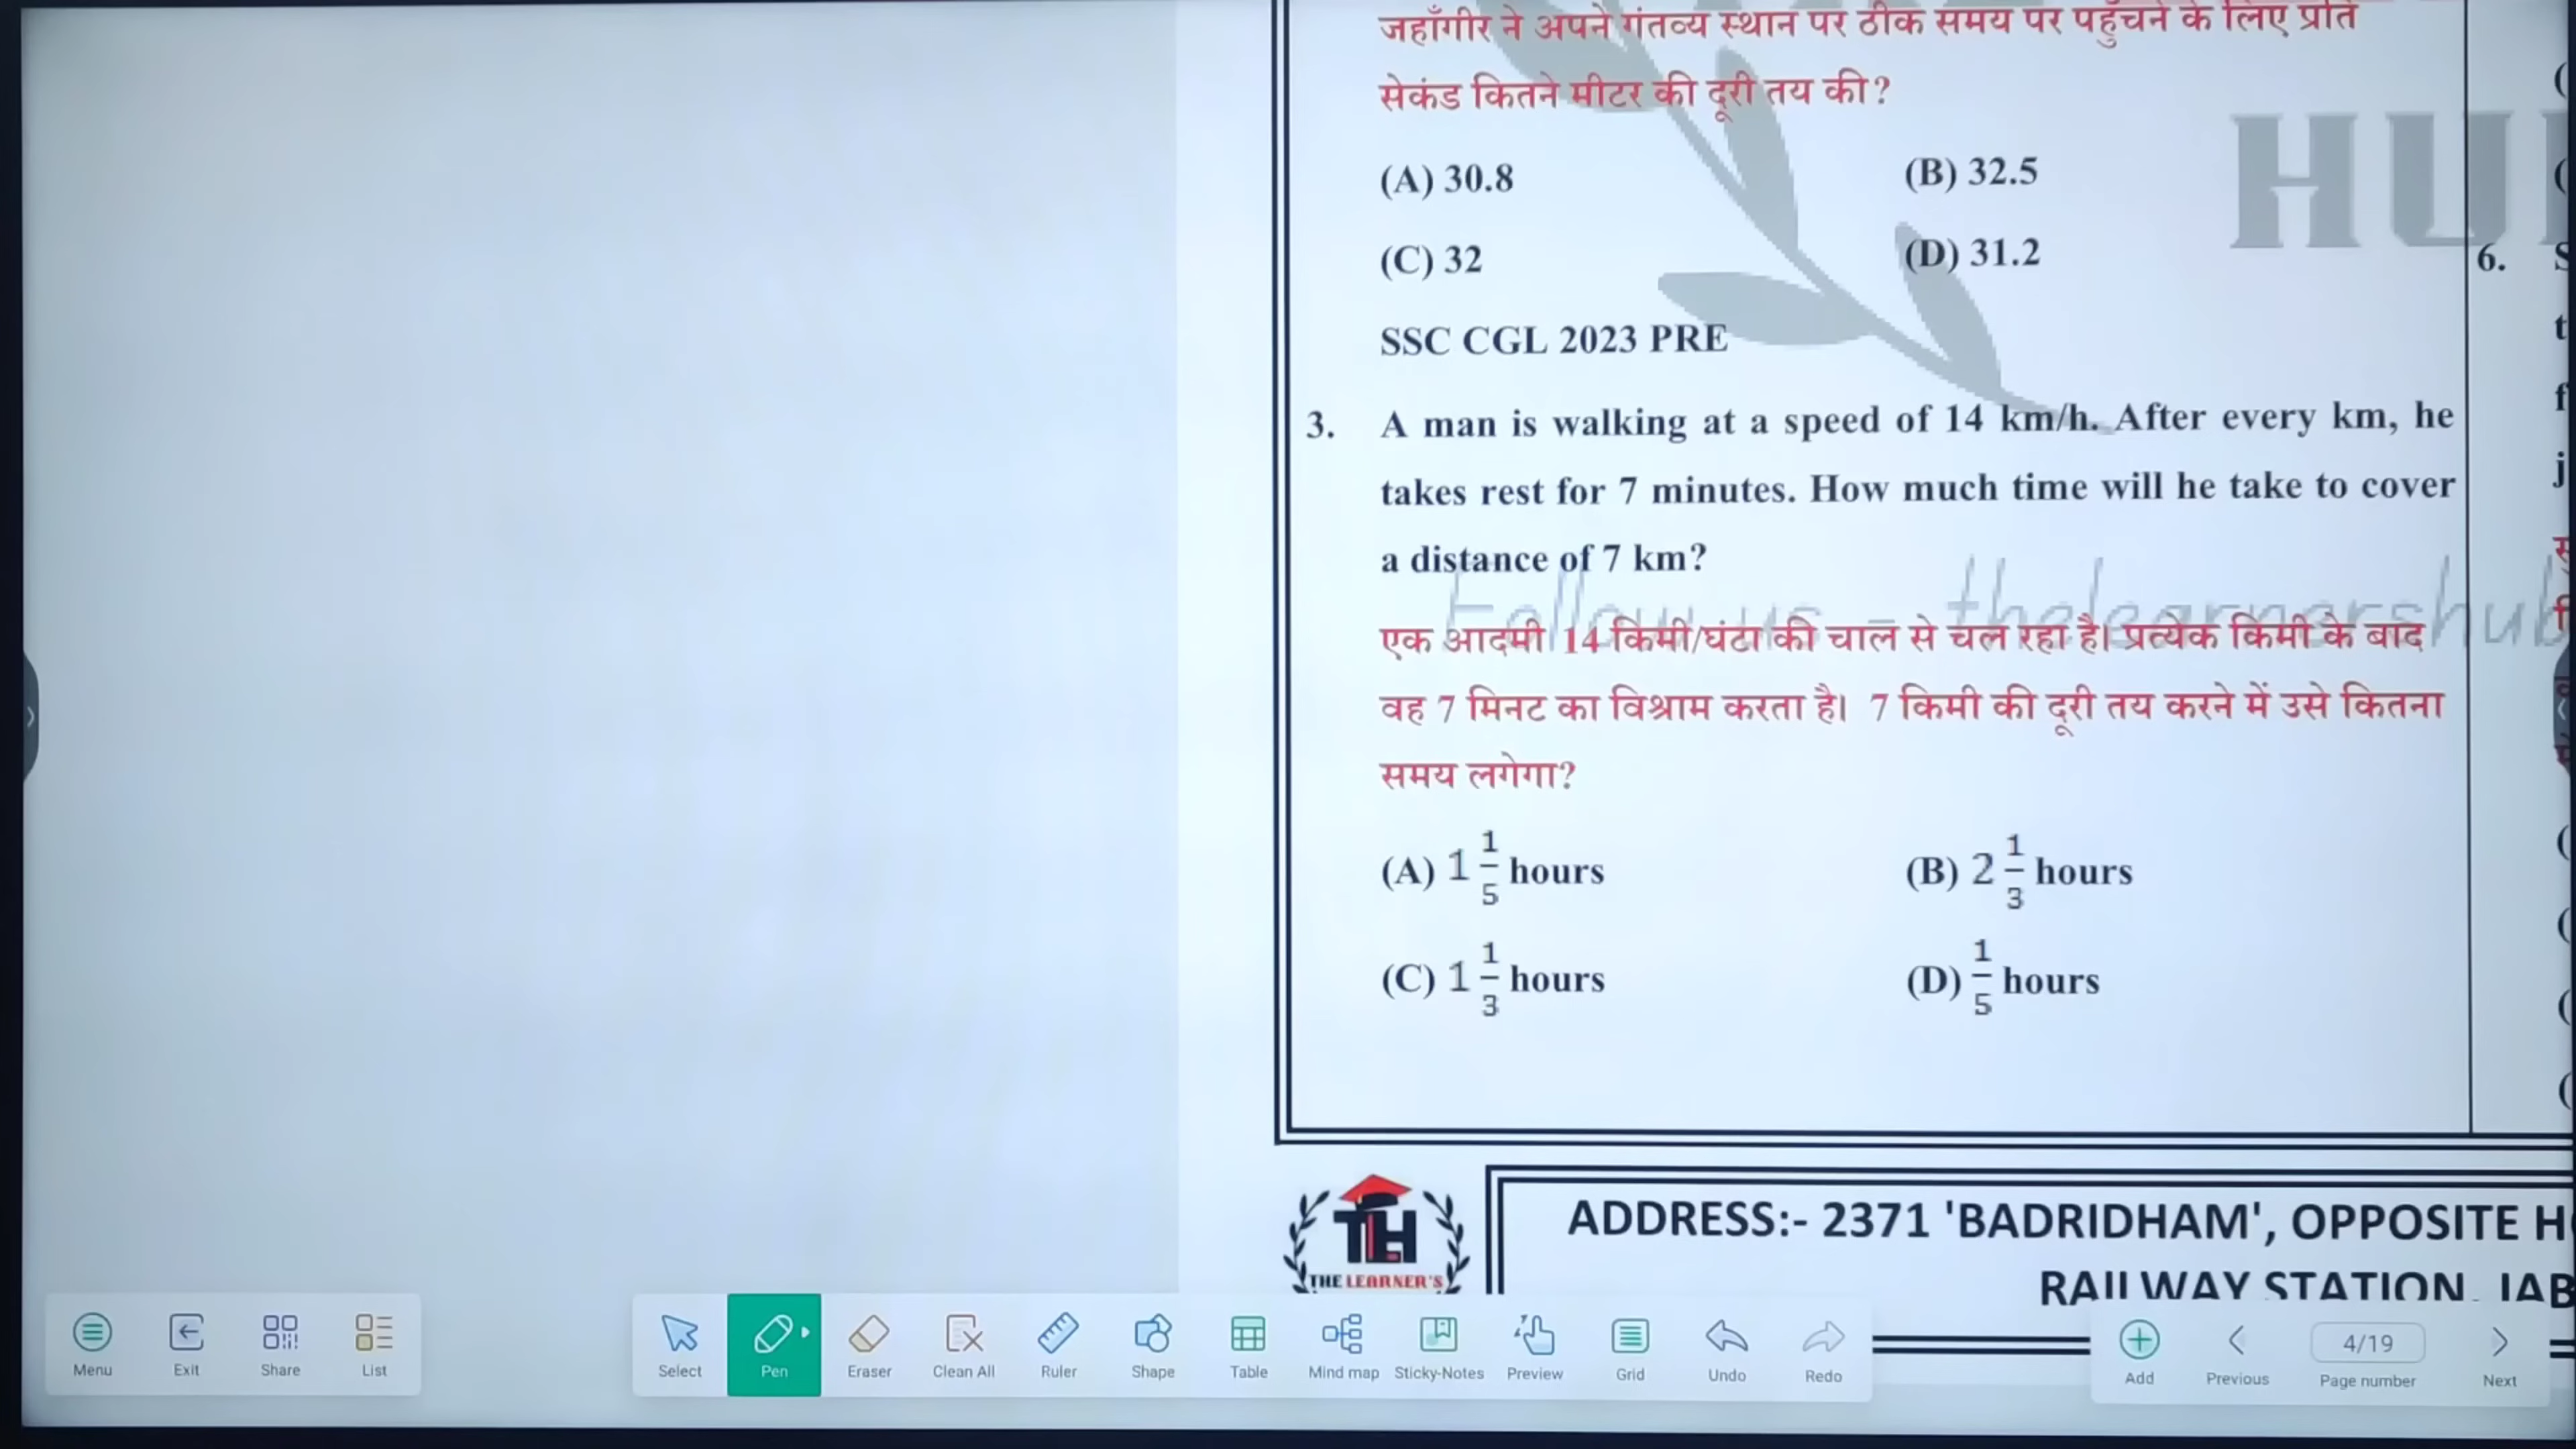 जहाँगीर ने अपने गंतव्य स्थान पर ठीक समय पर पहुँचने के लिए प्रति
सेकंड कितने मीटर की दूरी तय की?
(A) 30.8 (B) 32.5
(C) 32 (D) 31.2
SSC CGL 2023 PRE
HU
6.
3. A man is walking at a speed of 14 km/h. After every km, he
takes rest for 7 minutes. How much time will he take to cover
a distance of 7 km?
Follow us - thelearnershub
एक आदमी 14 किमी/घंटा की चाल से चल रहा है। प्रत्येक किमी के बाद
वह 7 मिनट का विश्राम करता है। 7 किमी की दूरी तय करने में उसे कितना
समय लगेगा?
(A) 1 1/5 hours (B) 2 1/3 hours
(C) 1 1/3 hours (D) 1/5 hours
TLH
THE LEARNER'S
ADDRESS:- 2371 'BADRIDHAM', OPPOSITE H
RAILWAY STATION, JAB
Menu Exit Share List Select Pen Eraser Clean All Ruler Shape Table Mind map Sticky-Notes Preview Grid Undo Redo Add Previous 4/19 Page number Next